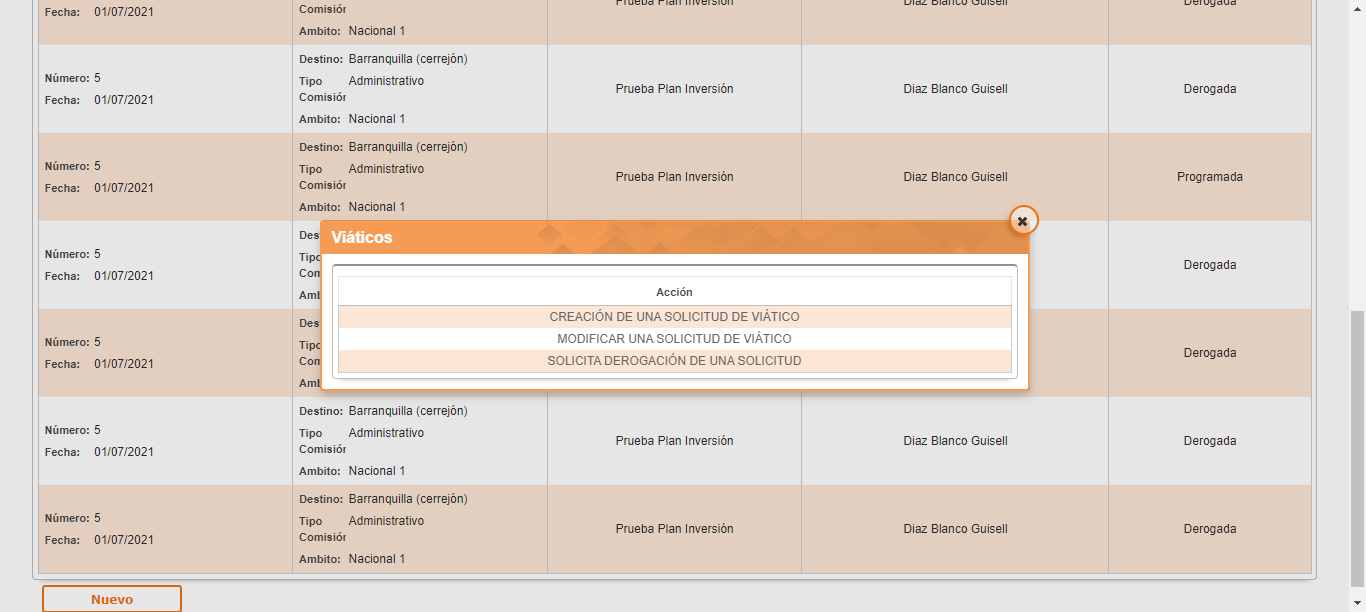 Fecha: 01/07/2021
Comisión
Ambito: Nacional 1
Prueba Plan Inversión
Diaz Blanco Guisell
Derogada
Número: 5
Fecha: 01/07/2021
Destino: Barranquilla (cerrejón)
Tipo Administrativo
Comisión
Ambito: Nacional 1
Prueba Plan Inversión
Diaz Blanco Guisell
Derogada
Número: 5
Fecha: 01/07/2021
Destino: Barranquilla (cerrejón)
Tipo Administrativo
Comisión
Ambito: Nacional 1
Prueba Plan Inversión
Diaz Blanco Guisell
Programada
Número: 5
Fecha: 01/07/2021
Des
Tipo
Com
Amb
Derogada
Número: 5
Fecha: 01/07/2021
Des
Tipo
Com
Amb
Derogada
Viáticos
Acción
CREACIÓN DE UNA SOLICITUD DE VIÁTICO
MODIFICAR UNA SOLICITUD DE VIÁTICO
SOLICITA DEROGACIÓN DE UNA SOLICITUD
Número: 5
Fecha: 01/07/2021
Destino: Barranquilla (cerrejón)
Tipo Administrativo
Comisión
Ambito: Nacional 1
Prueba Plan Inversión
Diaz Blanco Guisell
Derogada
Número: 5
Fecha: 01/07/2021
Destino: Barranquilla (cerrejón)
Tipo Administrativo
Comisión
Ambito: Nacional 1
Prueba Plan Inversión
Diaz Blanco Guisell
Derogada
Nuevo